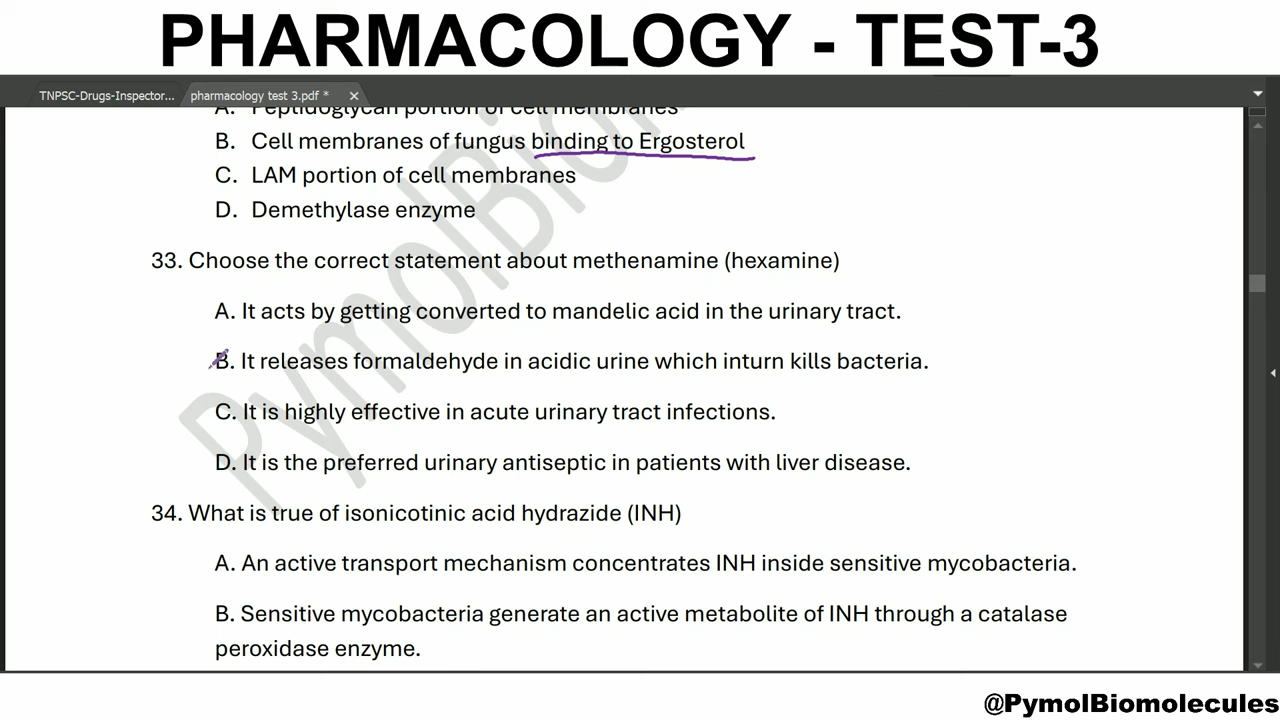 PHARMACOLOGY - TEST-3
TNPSC-Drugs-Inspector... pharmacology test 3.pdf *
A. Peptidoglycan portion of cell membranes
B. Cell membranes of fungus binding to Ergosterol
C. LAM portion of cell membranes
D. Demethylase enzyme
33. Choose the correct statement about methenamine (hexamine)
A. It acts by getting converted to mandelic acid in the urinary tract.
B. It releases formaldehyde in acidic urine which inturn kills bacteria.
C. It is highly effective in acute urinary tract infections.
D. It is the preferred urinary antiseptic in patients with liver disease.
34. What is true of isonicotinic acid hydrazide (INH)
A. An active transport mechanism concentrates INH inside sensitive mycobacteria.
B. Sensitive mycobacteria generate an active metabolite of INH through a catalase
peroxidase enzyme.
@PymolBiomolecules